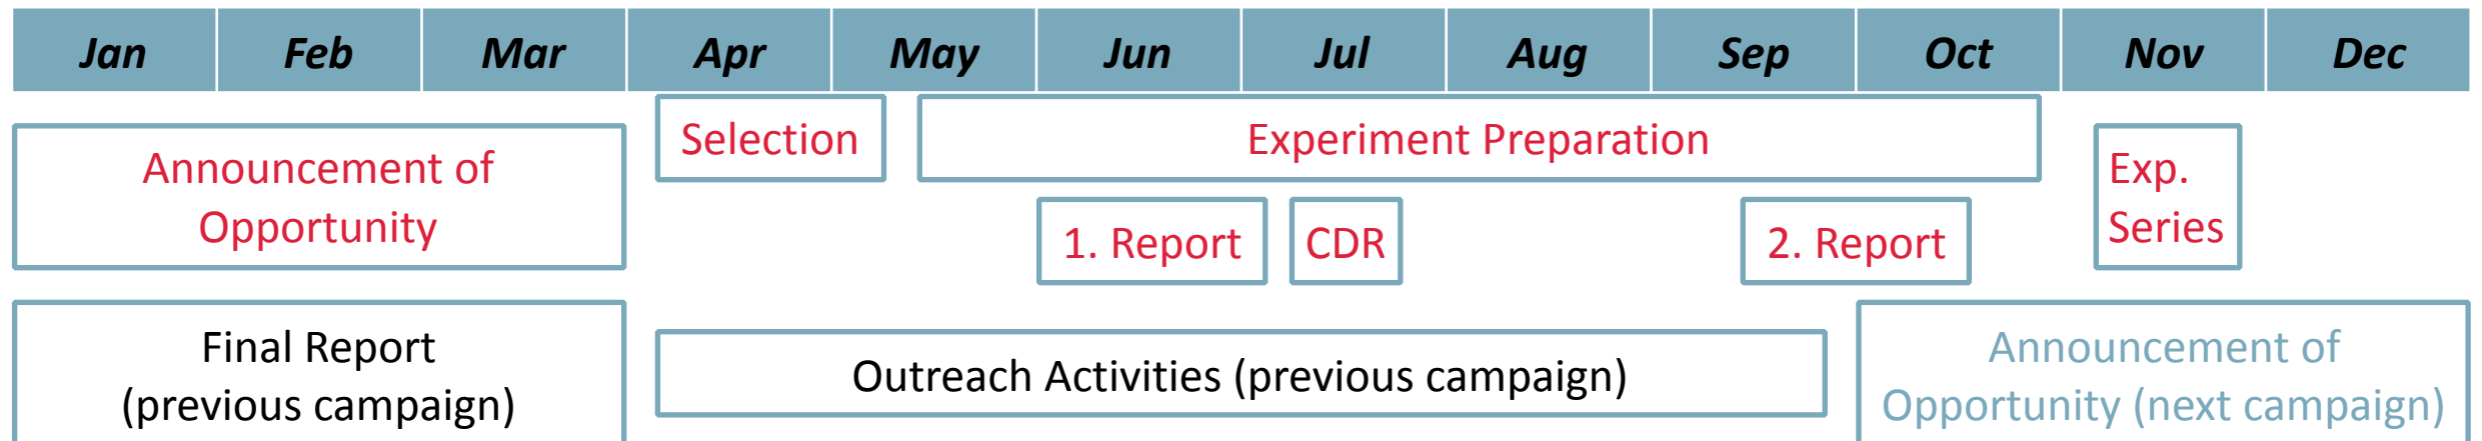 Jan Feb Mar Apr May Jun Jul Aug Sep Oct Nov Dec
Announcement of
Opportunity
Selection
Experiment Preparation
Exp.
Series
1. Report
CDR
2. Report
Final Report
(previous campaign)
Outreach Activities (previous campaign)
Announcement of
Opportunity (next campaign)